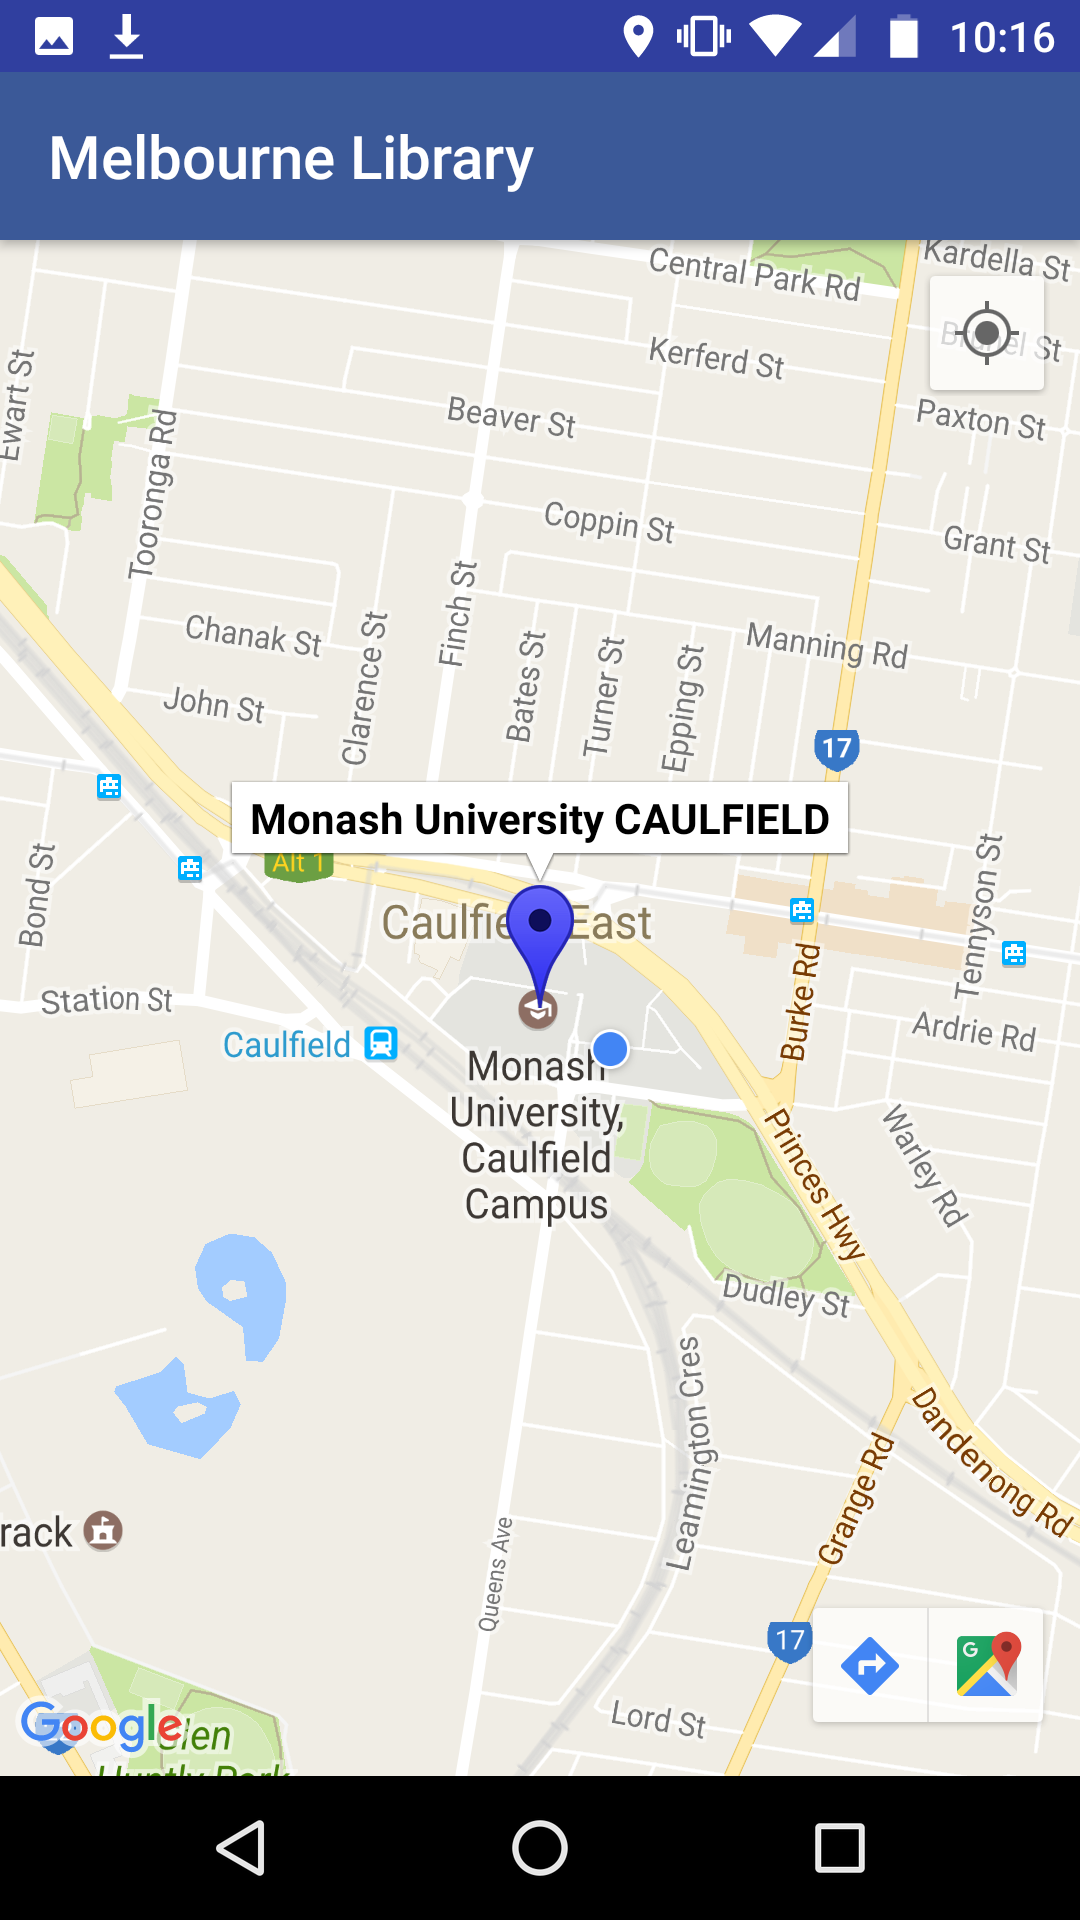 10:16
Melbourne Library
Kardella St
Central Park Rd
Kerferd St
Ewart St
Beaver St
Paxton St
Tooronga Rd
Coppin St
Grant St
Finch St
Chanak St
Clarence St
Bates St
Turner St
Epping St
Manning Rd
John St
17
Monash University CAULFIELD
Alt 1
Bond St
Tennyson St
Station St
Burke Rd
Ardrie Rd
Caulfield
Monash
University,
Caulfield
Campus
Princes Hwy
Warley Rd
Dudley St
Leamington Cres
Dandenong Rd
Grange Rd
rack
Queens Ave
17
G
Lord St
Google